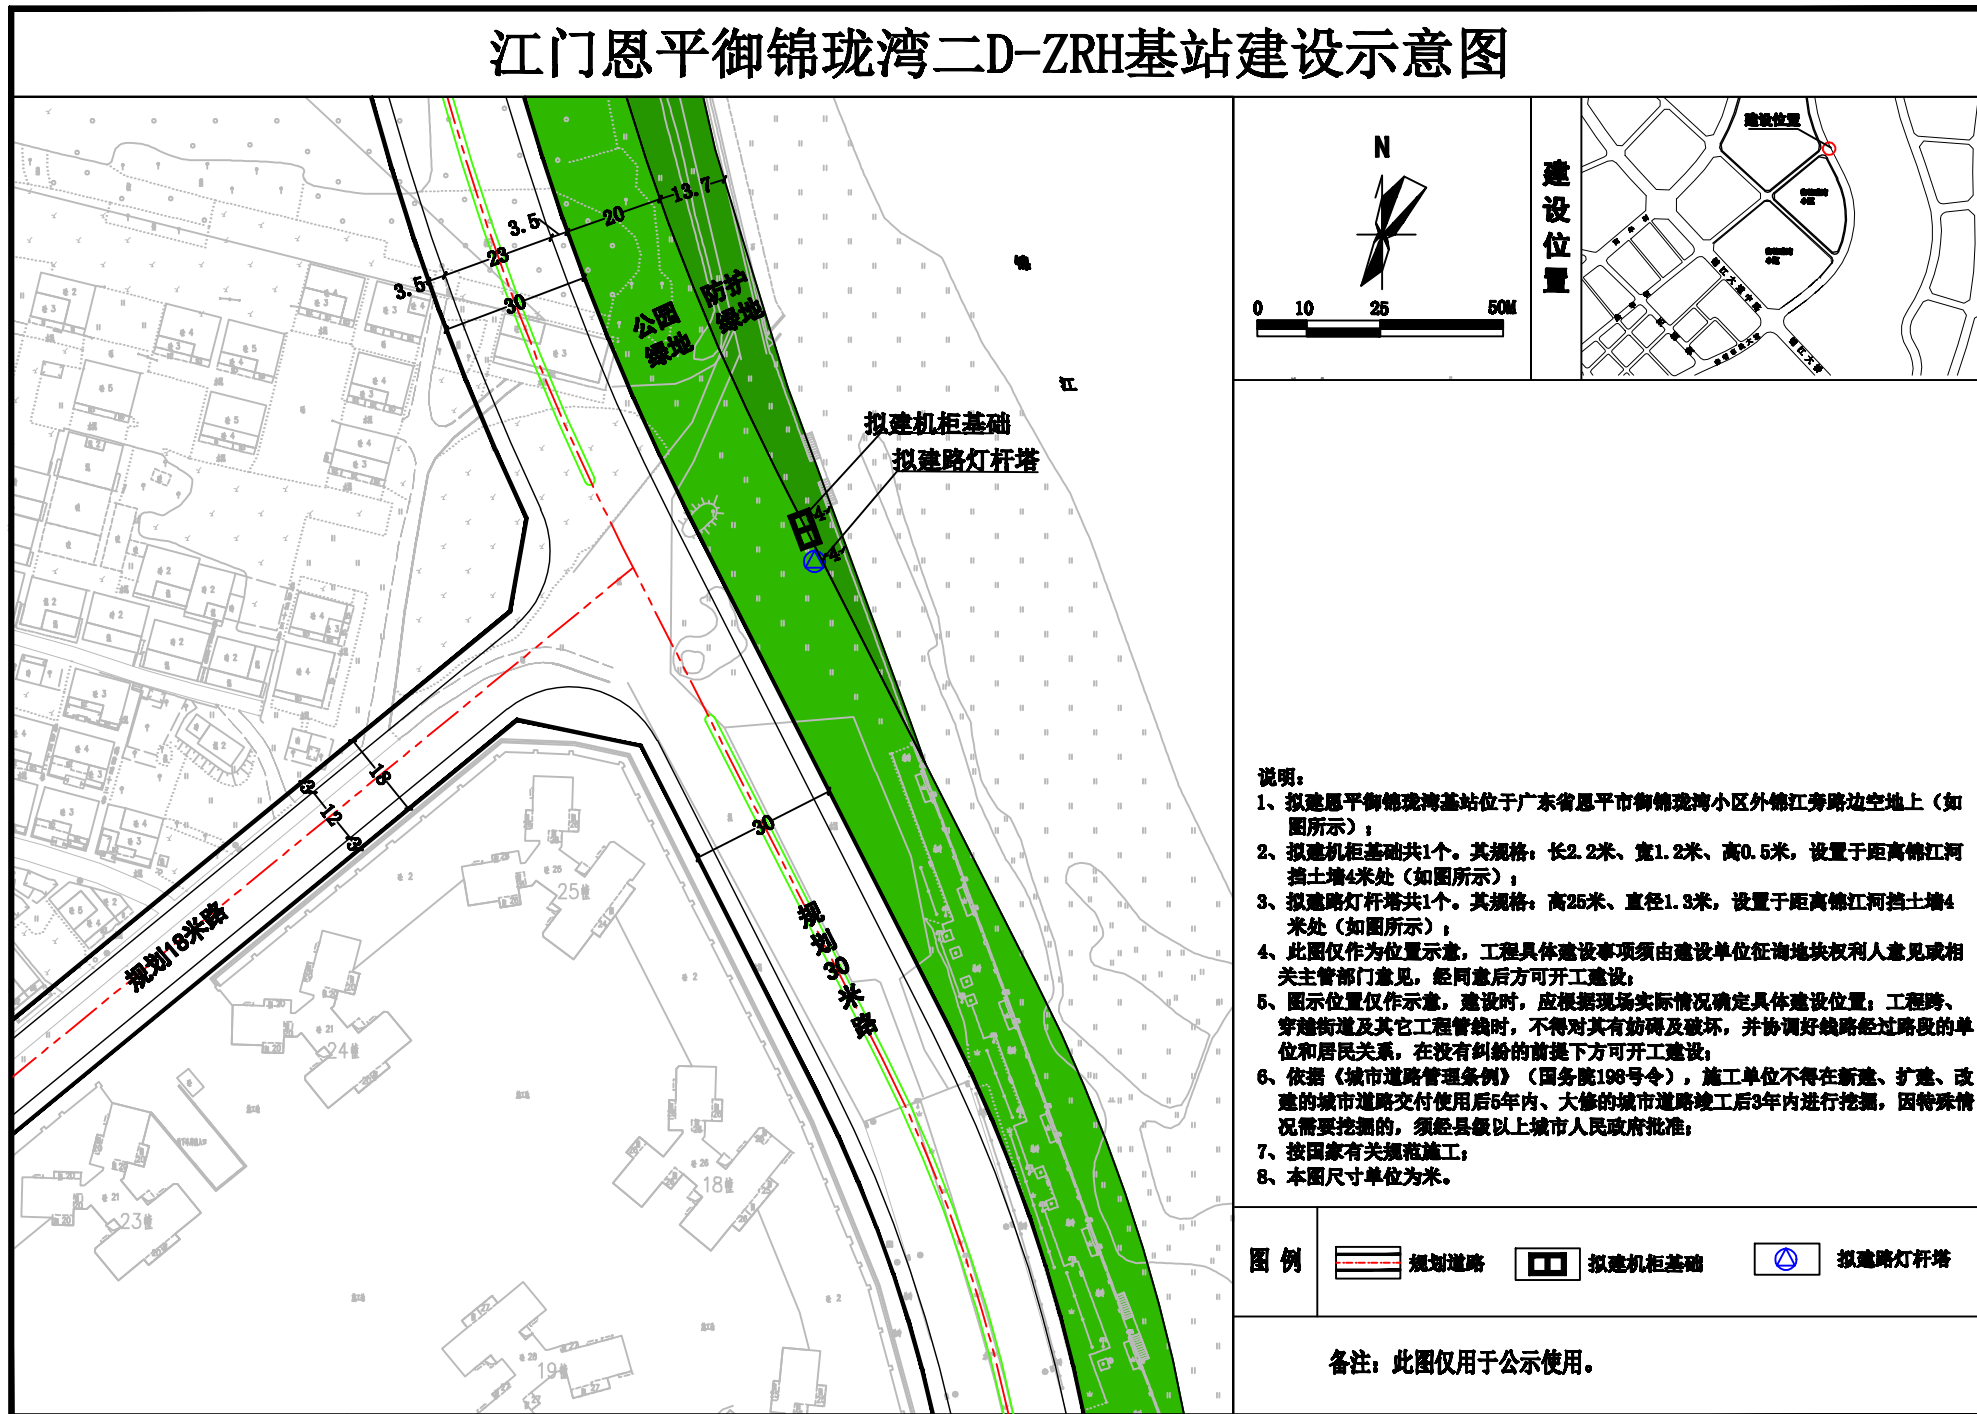 江门恩平御锦珑湾二D-ZRH基站建设示意图
3.5
20
13.7
23
3.5
30
公园
绿地
防护
绿地
锦
江
拟建机柜基础
拟建路灯杆塔
4
4
18
3
12
3
30
规划18米路
规划30米路
25幢
24幢
23幢
18幢
19幢
N
0 10 25 50M
建设位置
建设位置
说明：
1、拟建恩平御锦珑湾基站位于广东省恩平市御锦珑湾小区外锦江旁路边空地上（如
图所示）；
2、拟建机柜基础共1个。其规格：长2.2米、宽1.2米、高0.5米，设置于距离锦江河
挡土墙4米处（如图所示）；
3、拟建路灯杆塔共1个。其规格：高25米、直径1.3米，设置于距离锦江河挡土墙4
米处（如图所示）；
4、此图仅作为位置示意，工程具体建设事项须由建设单位征询地块权利人意见或相
关主管部门意见，经同意后方可开工建设；
5、图示位置仅作示意，建设时，应根据现场实际情况确定具体建设位置；工程跨、
穿越街道及其它工程管线时，不得对其有妨碍及破坏，并协调好线路经过路段的单
位和居民关系，在没有纠纷的前提下方可开工建设；
6、依据《城市道路管理条例》（国务院198号令），施工单位不得在新建、扩建、改
建的城市道路交付使用后5年内、大修的城市道路竣工后3年内进行挖掘，因特殊情
况需要挖掘的，须经县级以上城市人民政府批准；
7、按国家有关规范施工；
8、本图尺寸单位为米。
图例
规划道路
拟建机柜基础
拟建路灯杆塔
备注：此图仅用于公示使用。